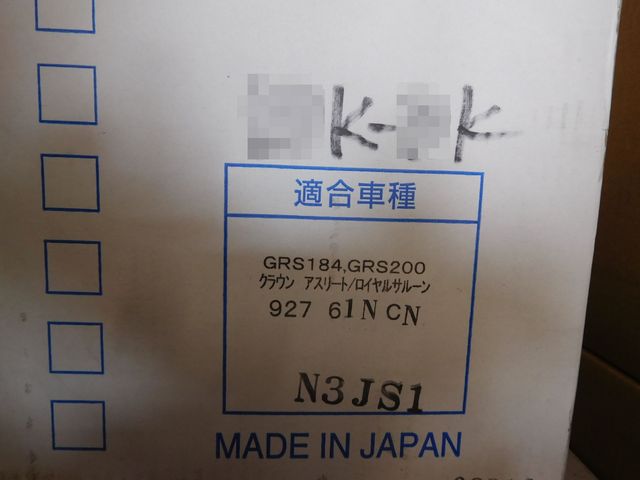 K-K
適合車種
GRS184,GRS200
クラウン アスリート/ロイヤルサルーン
927 61N CN
N3JS1
MADE IN JAPAN